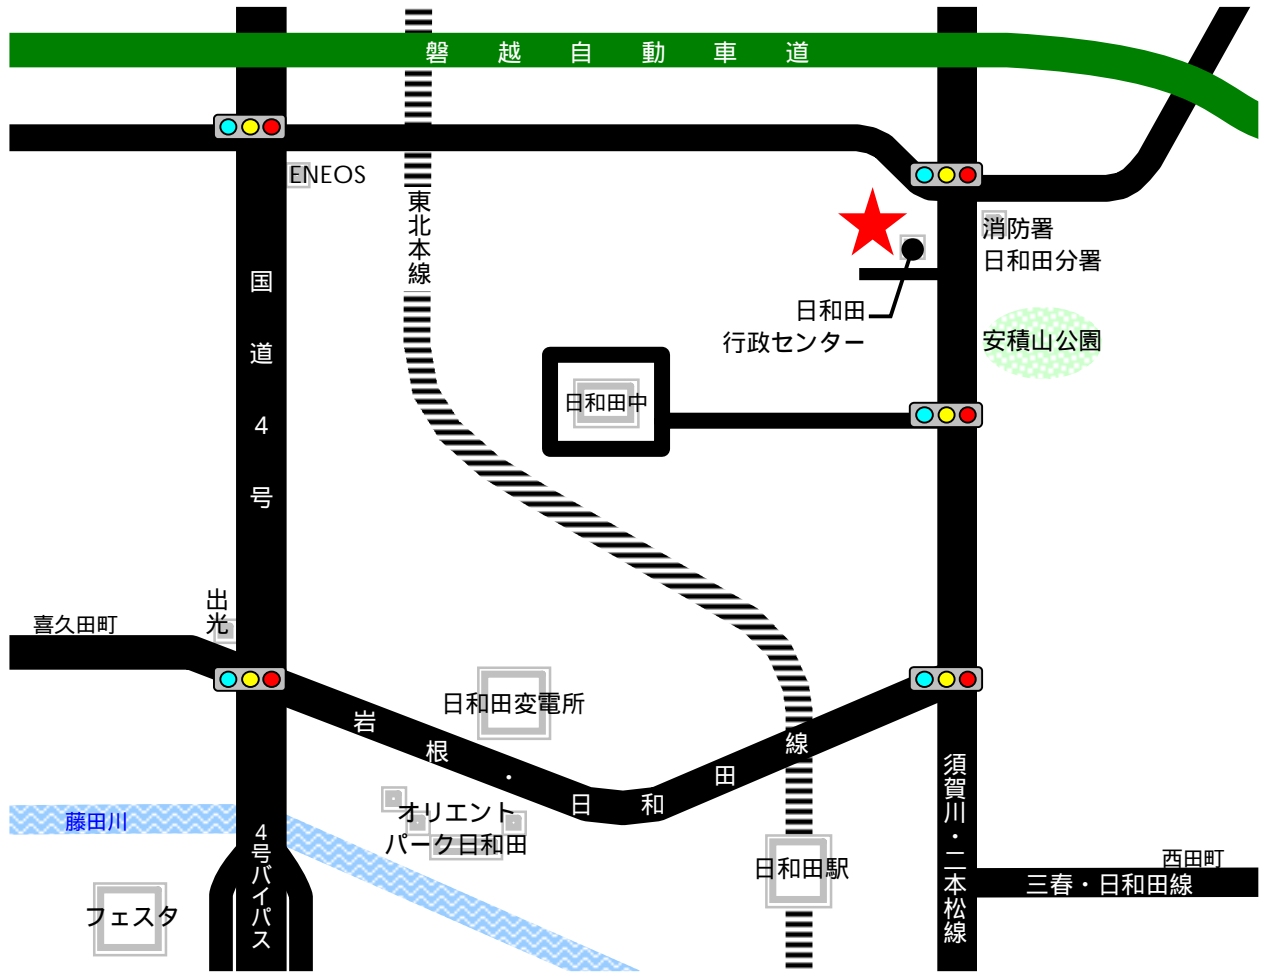 磐越自動車道
ENEOS
東北本線
消防署
日和田分署
国道4号
日和田
行政センター
安積山公園
日和田中
出光
喜久田町
日和田変電所
岩根・日和田線
須賀川・二本松線
オリエント
パーク日和田
藤田川
4号バイパス
西田町
日和田駅
三春・日和田線
フェスタ